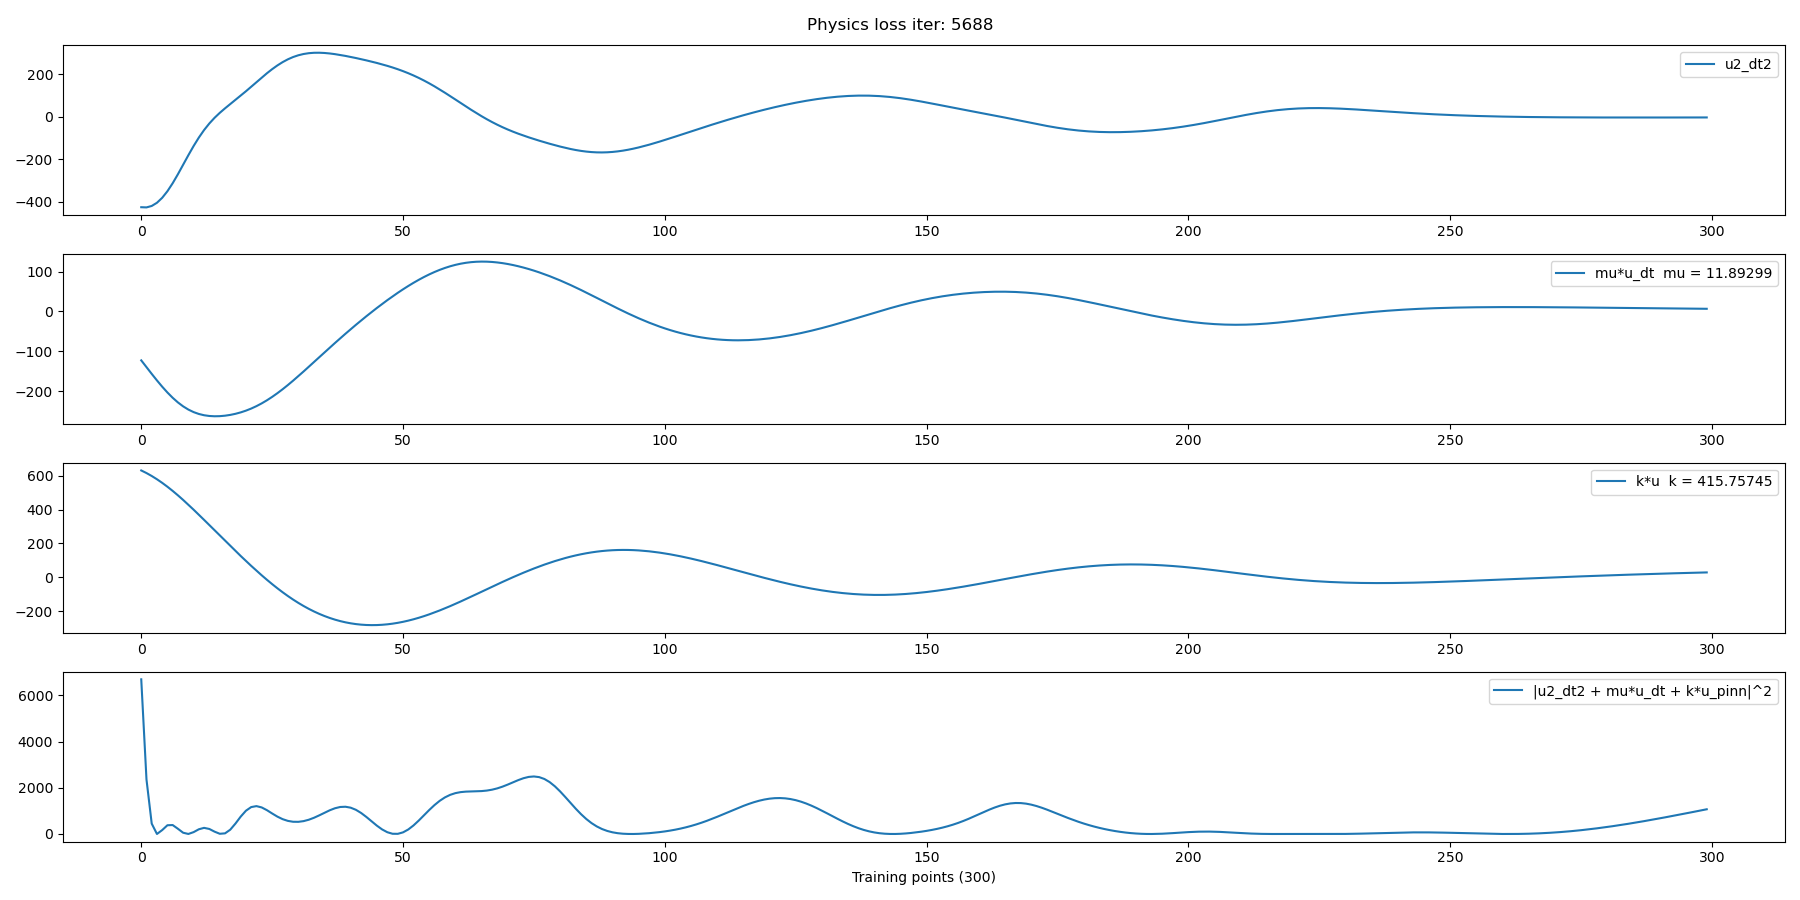 Physics loss iter: 5688
200
0
−200
−400
u2_dt2
0 50 100 150 200 250 300
100
0
−100
−200
mu*u_dt  mu = 11.89299
0 50 100 150 200 250 300
600
400
200
0
−200
k*u  k = 415.75745
0 50 100 150 200 250 300
6000
4000
2000
0
|u2_dt2 + mu*u_dt + k*u_pinn|^2
0 50 100 150 200 250 300
Training points (300)